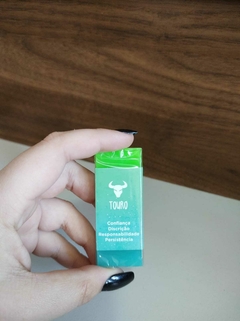 TOURO
Confiança
Discrição
Responsabilidade
Persistência